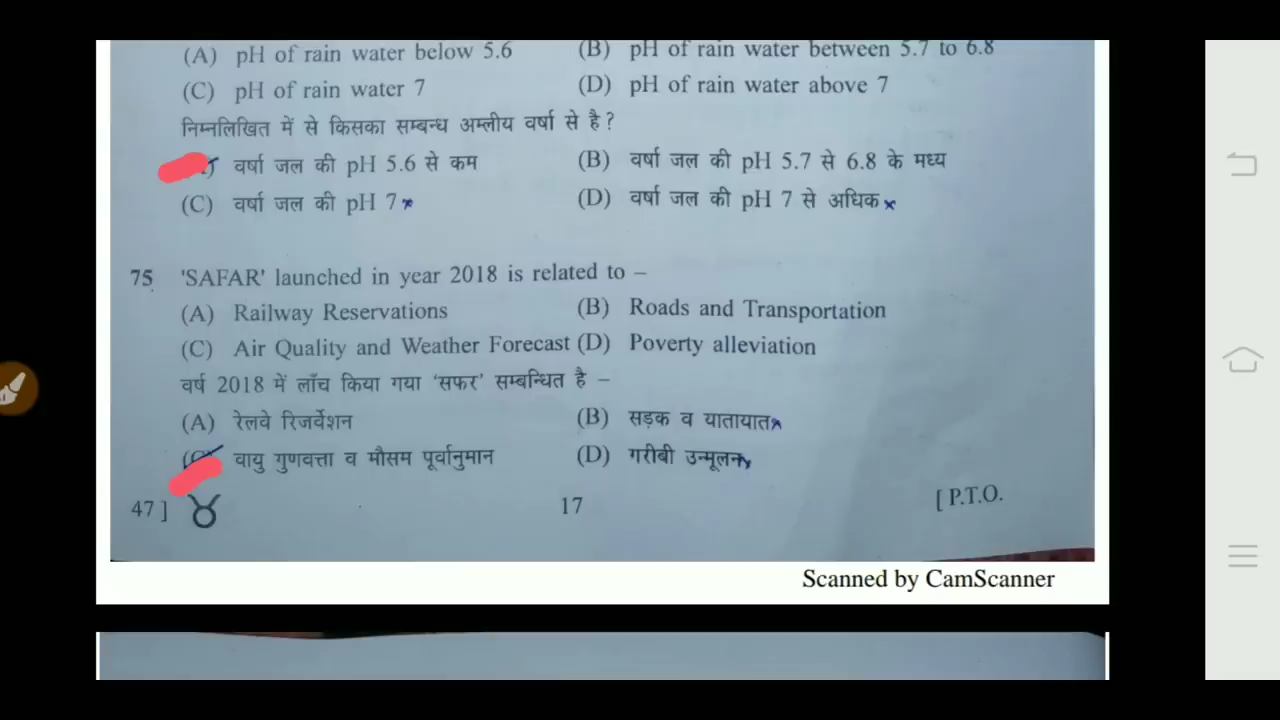 (A) pH of rain water below 5.6 (B) pH of rain water between 5.7 to 6.8
(C) pH of rain water 7 (D) pH of rain water above 7
निम्नलिखित में से किसका सम्बन्ध अम्लीय वर्षा से है ?
वर्षा जल की pH 5.6 से कम (B) वर्षा जल की pH 5.7 से 6.8 के मध्य
(C) वर्षा जल की pH 7 (D) वर्षा जल की pH 7 से अधिक
75 'SAFAR' launched in year 2018 is related to –
(A) Railway Reservations (B) Roads and Transportation
(C) Air Quality and Weather Forecast (D) Poverty alleviation
वर्ष 2018 में लाँच किया गया 'सफर' सम्बन्धित है –
(A) रेलवे रिजर्वेशन (B) सड़क व यातायात
(C) वायु गुणवत्ता व मौसम पूर्वानुमान (D) गरीबी उन्मूलन
47 ] 17 [ P.T.O.
Scanned by CamScanner